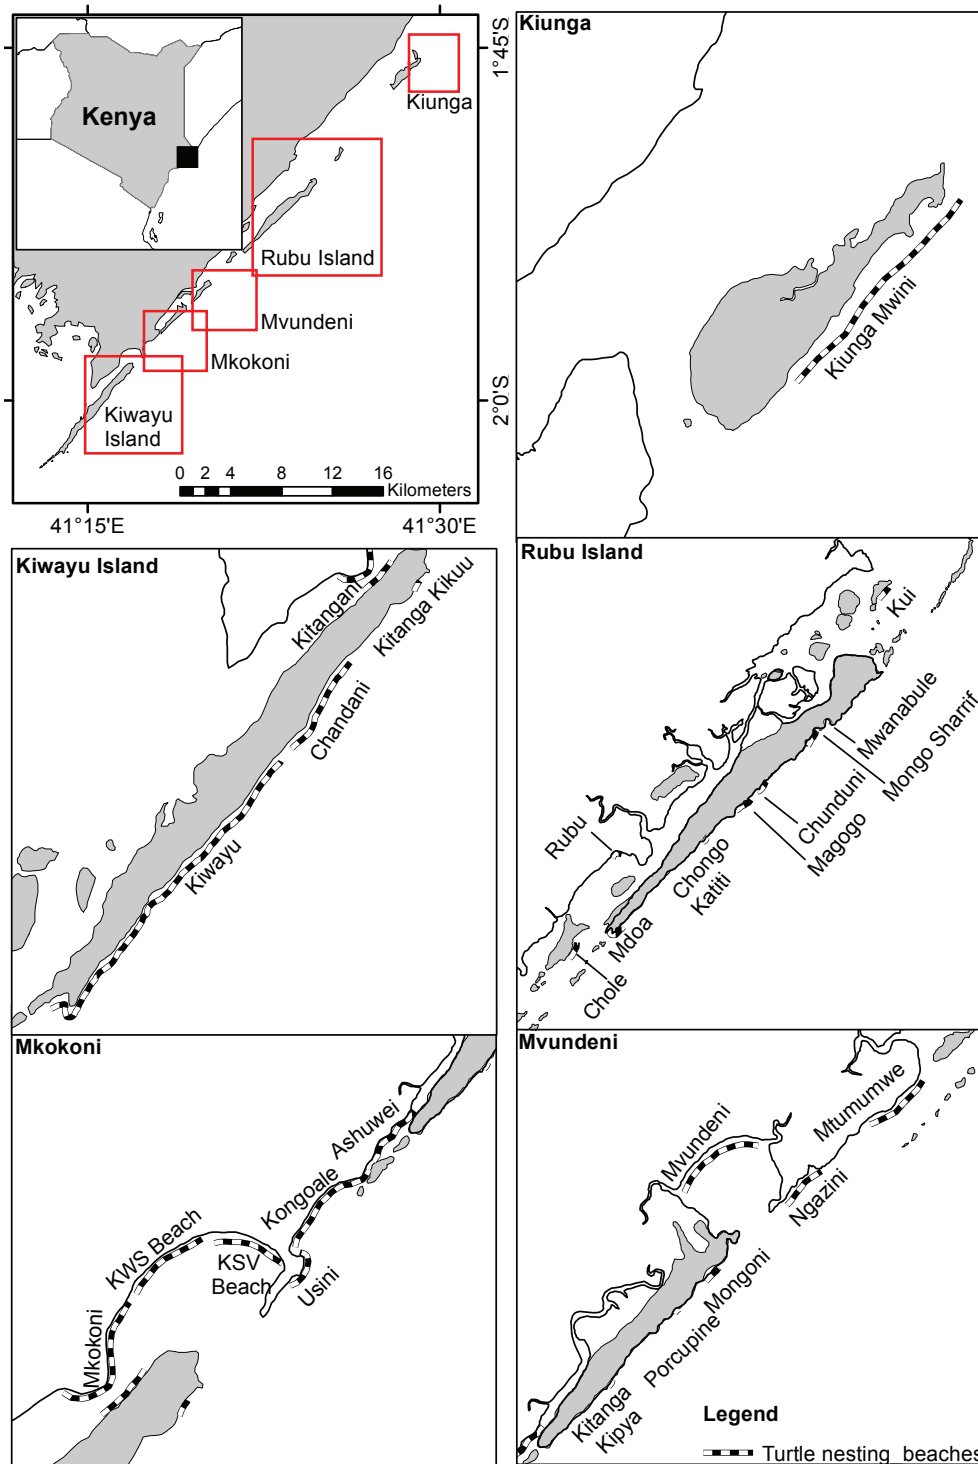 Kenya
Kiunga
Rubu Island
Mvundeni
Mkokoni
Kiwayu
Island
0 2 4 8 12 16
Kilometers
1°45'S
2°0'S
41°15'E
41°30'E
Kiunga
Kiunga Mwini
Kiwayu Island
Kitangani
Kitanga Kikuu
Chandani
Kiwayu
Rubu Island
Kui
Mwanabule
Mongo Sharrif
Chunduni
Magogo
Rubu
Chongo
Katiti
Mdoa
Chole
Mkokoni
Ashuwei
Kongoale
KWS Beach
KSV
Beach
Usini
Mkokoni
Mvundeni
Mtumumwe
Mvundeni
Ngazini
Mongoni
Porcupine
Kitanga
Kipya
Legend
Turtle nesting beaches